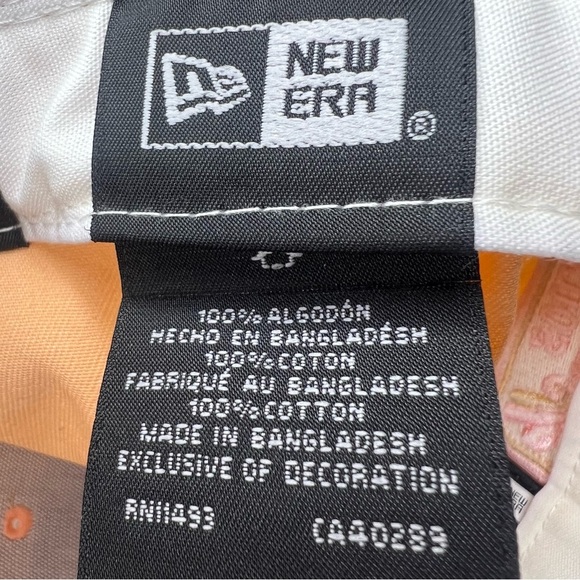 NEW
ERA
®
100% ALGODÓN
HECHO EN BANGLADÉSH
100% COTON
FABRIQUÉ AU BANGLADESH
100% COTTON
MADE IN BANGLADESH
EXCLUSIVE OF DECORATION
RN11493 CA40289